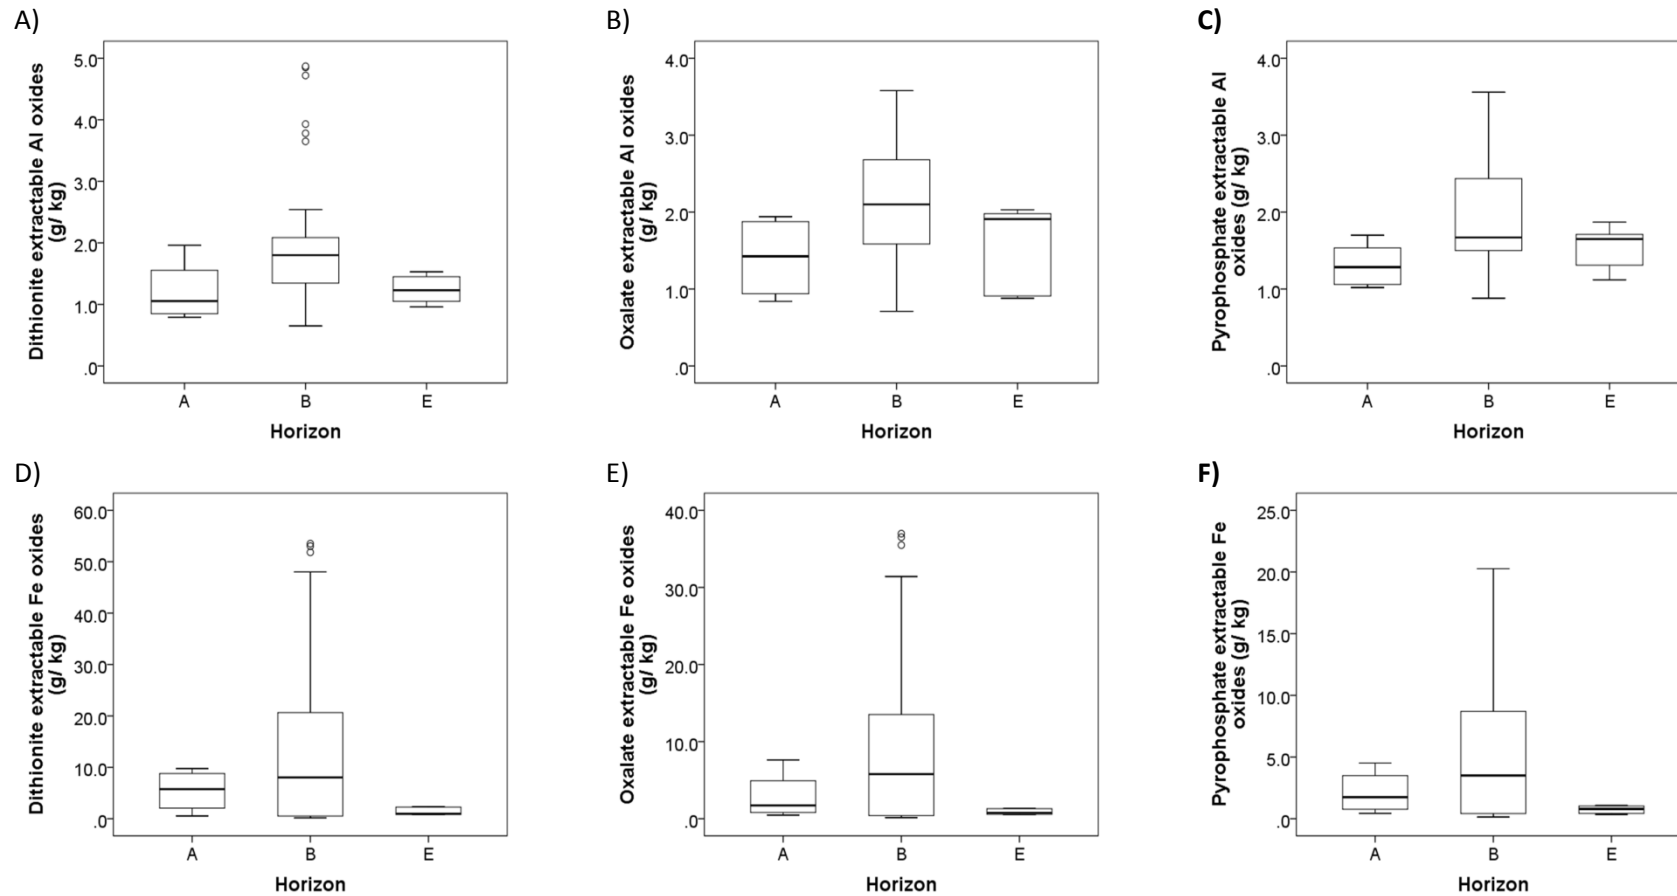 A)
Dithionite extractable Al oxides
(g/ kg)
5.0
4.0
3.0
2.0
1.0
.0
A B E
Horizon
B)
Oxalate extractable Al oxides
(g/ kg)
4.0
3.0
2.0
1.0
.0
A B E
Horizon
C)
Pyrophosphate extractable Al
oxides (g/ kg)
4.0
3.0
2.0
1.0
.0
A B E
Horizon
D)
Dithionite extractable Fe oxides
(g/ kg)
60.0
50.0
40.0
30.0
20.0
10.0
.0
A B E
Horizon
E)
Oxalate extractable Fe oxides
(g/ kg)
40.0
30.0
20.0
10.0
.0
A B E
Horizon
F)
Pyrophosphate extractable Fe
oxides (g/ kg)
25.0
20.0
15.0
10.0
5.0
.0
A B E
Horizon